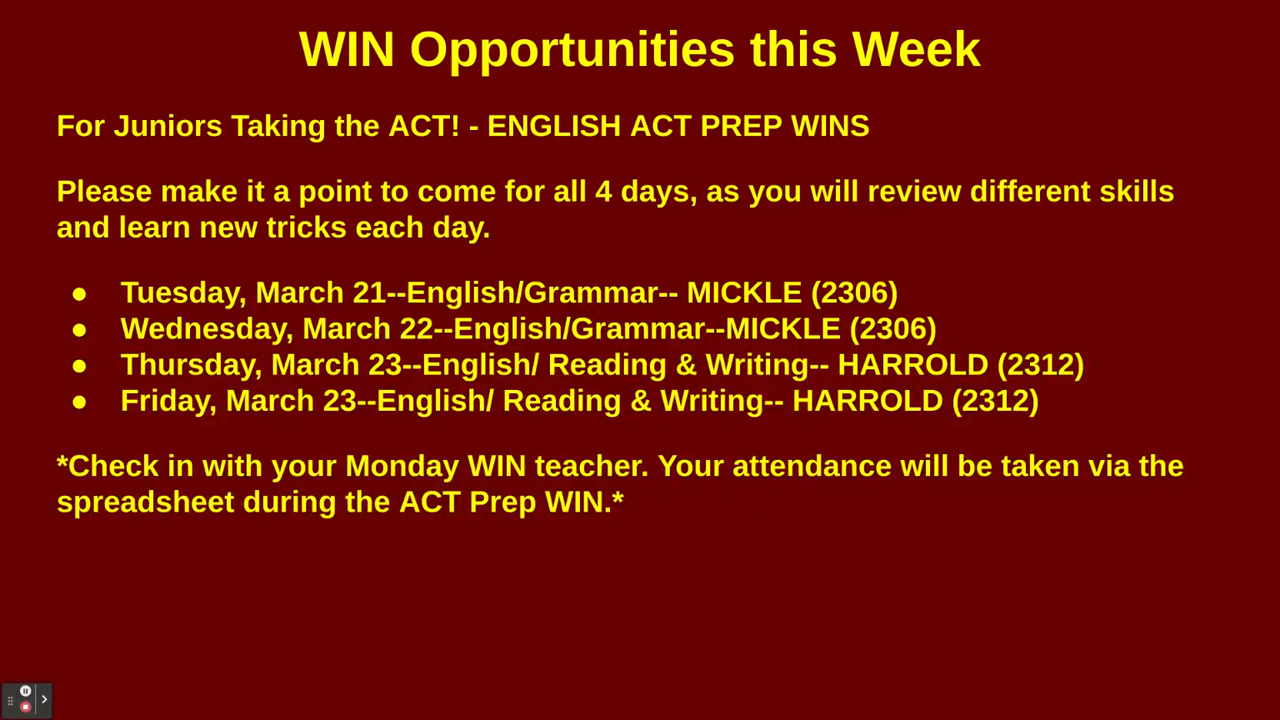 WIN Opportunities this Week
For Juniors Taking the ACT! - ENGLISH ACT PREP WINS
Please make it a point to come for all 4 days, as you will review different skills
and learn new tricks each day.
● Tuesday, March 21--English/Grammar-- MICKLE (2306)
● Wednesday, March 22--English/Grammar--MICKLE (2306)
● Thursday, March 23--English/ Reading & Writing-- HARROLD (2312)
● Friday, March 23--English/ Reading & Writing-- HARROLD (2312)
*Check in with your Monday WIN teacher. Your attendance will be taken via the
spreadsheet during the ACT Prep WIN.*